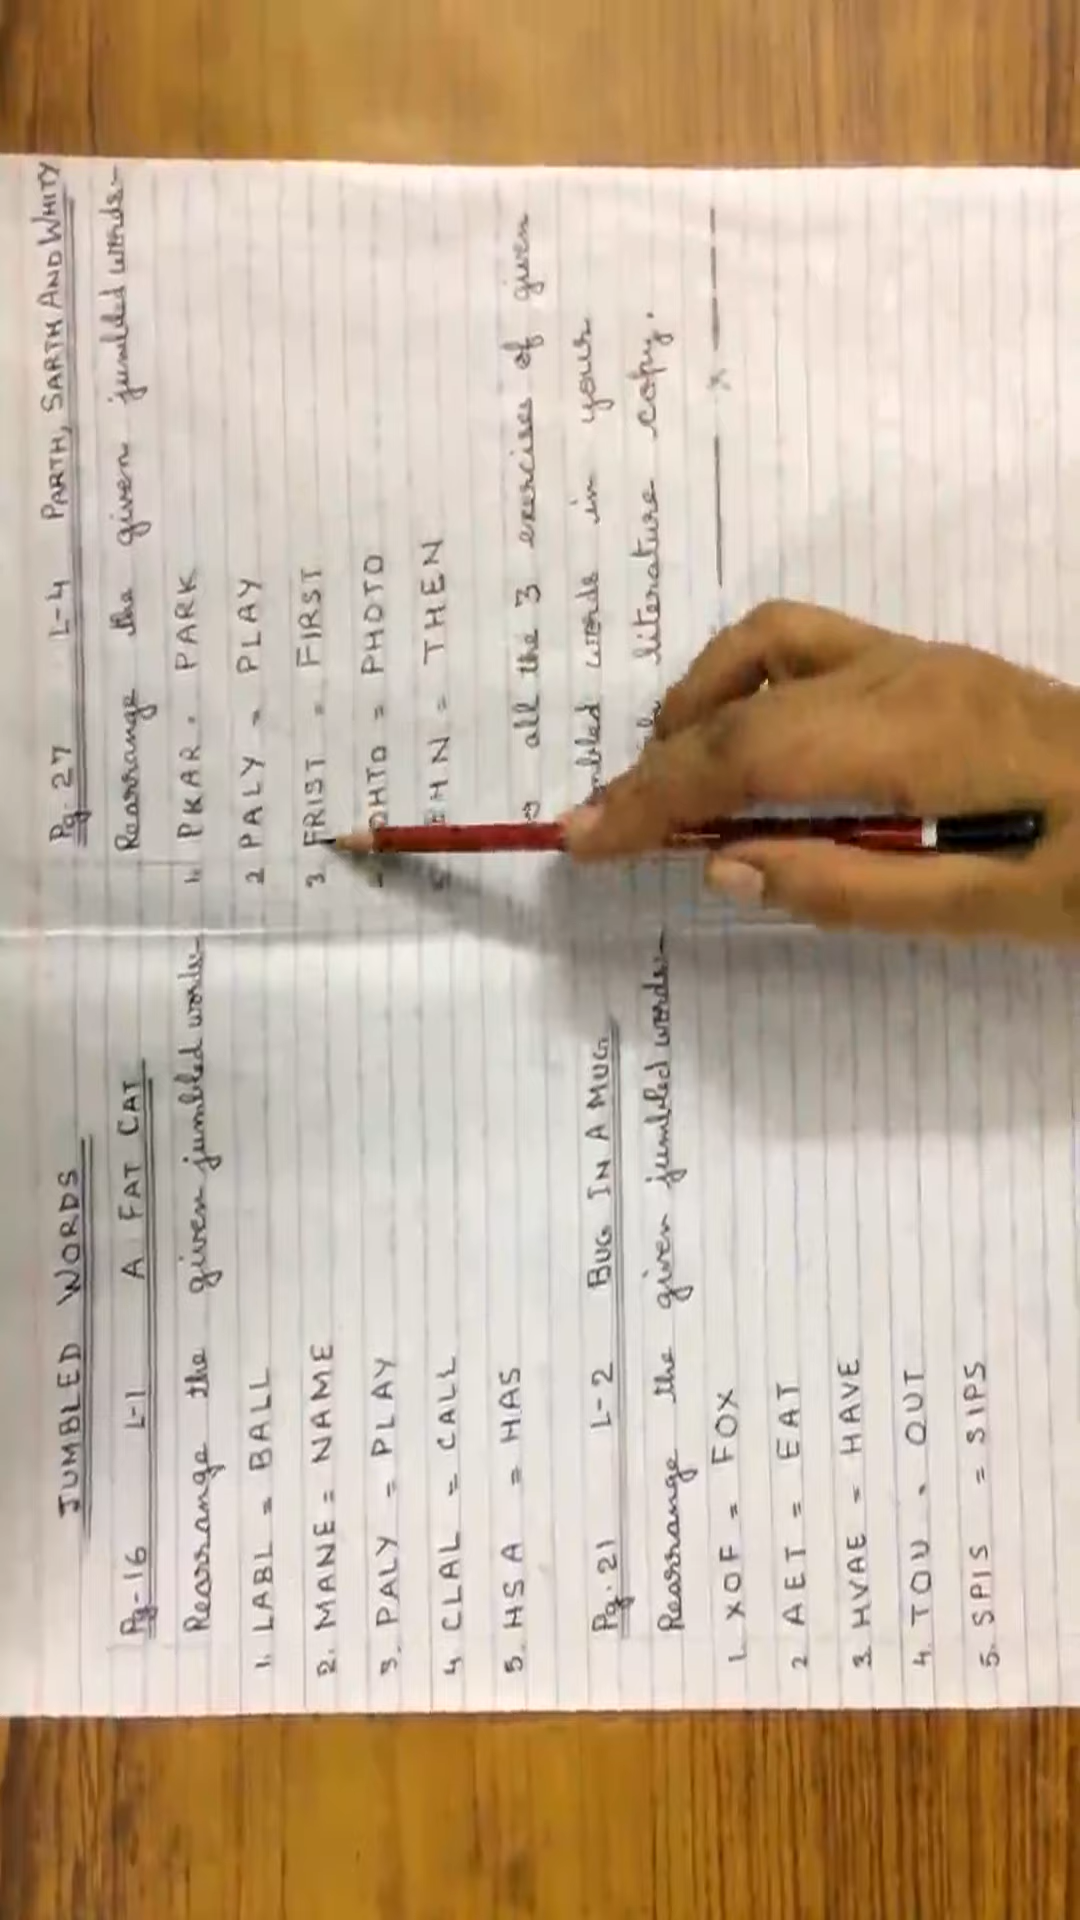 JUMBLED WORDS
Pg-16 L-1 A FAT CAT
Rearrange the given jumbled words-
1. LABL = BALL
2. MANE = NAME
3. PALY = PLAY
4. CLAL = CALL
5. HSA = HAS
Pg. 21 L-2 BUG IN A MUG
Rearrange the given jumbled words-
1. XOF = FOX
2 AET = EAT
3. HVAE = HAVE
4. TOU = OUT
5. SPIS = SIPS
Pg. 27 L-4 PARTH, SARTH AND WHITY
Rearrange the given jumbled words-
1. PKAR = PARK
2 PALY = PLAY
3. FRIST = FIRST
OHTO = PHOTO
HN = THEN
all the 3 exercises of given
words in your
literature copy.
x